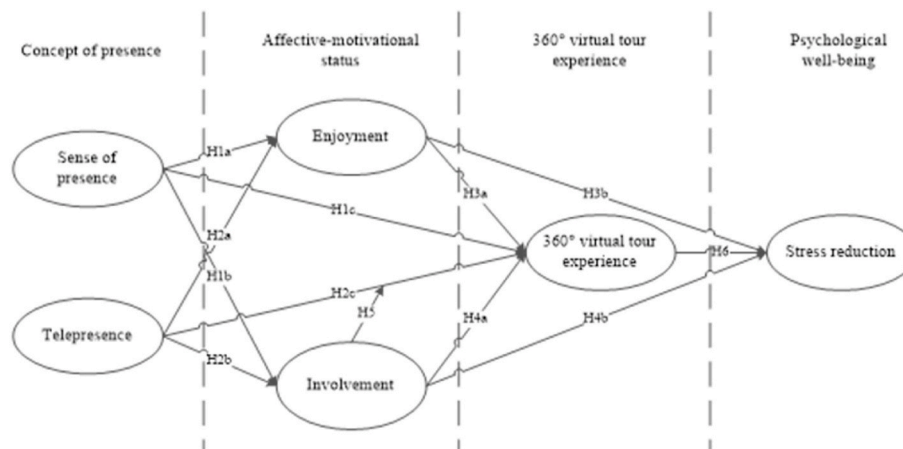 Concept of presence
Affective-motivational
status
360° virtual tour
experience
Psychological
well-being
Enjoyment
Sense of
presence
H1a
H3a
H3b
H1c
H2a
360° virtual tour
experience
H6
Stress reduction
H1b
H2c
H5
H4a
H4b
Telepresence
H2b
Involvement